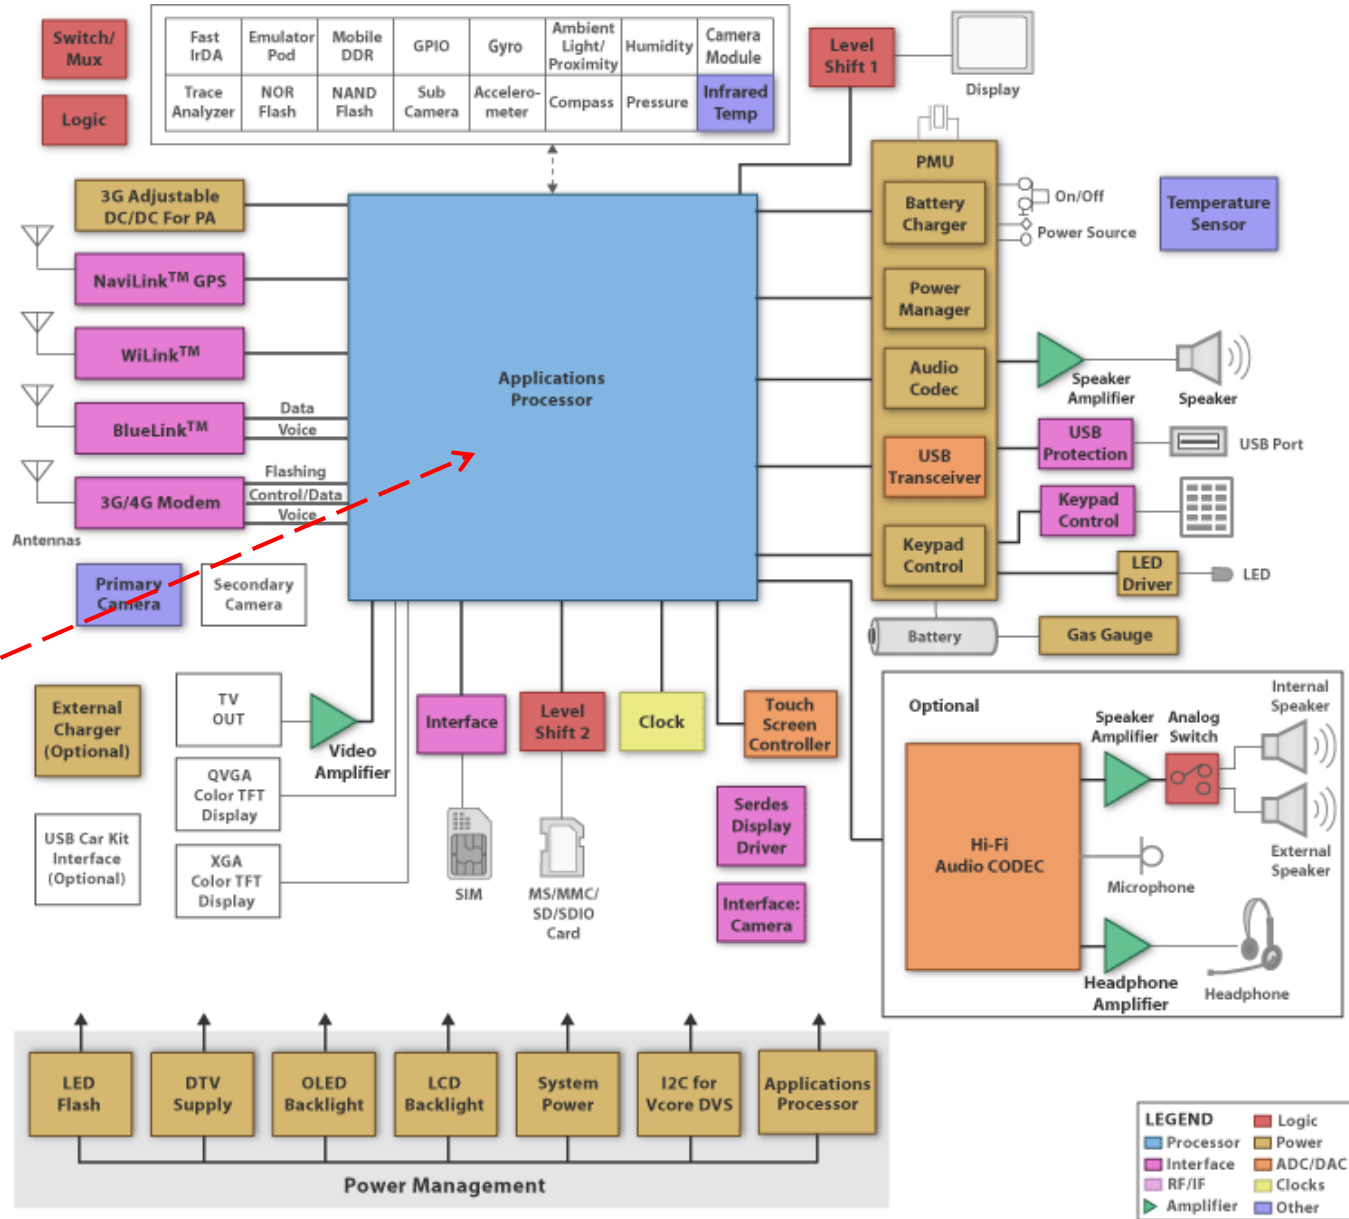 Switch/
Mux
Logic
Fast
IrDA
Emulator
Pod
Mobile
DDR
GPIO
Gyro
Ambient
Light/
Proximity
Humidity
Camera
Module
Trace
Analyzer
NOR
Flash
NAND
Flash
Sub
Camera
Accelero-
meter
Compass
Pressure
Infrared
Temp
Level
Shift 1
Display
3G Adjustable
DC/DC For PA
NaviLink™ GPS
WiLink™
BlueLink™
Data
Voice
3G/4G Modem
Flashing
Control/Data
Voice
Antennas
Applications
Processor
PMU
Battery
Charger
On/Off
Power Source
Temperature
Sensor
Power
Manager
Audio
Codec
Speaker
Amplifier
Speaker
USB
Transceiver
USB
Protection
USB Port
Keypad
Control
Keypad
Control
LED
Driver
LED
Battery
Gas Gauge
Primary
Camera
Secondary
Camera
External
Charger
(Optional)
TV
OUT
Video
Amplifier
QVGA
Color TFT
Display
XGA
Color TFT
Display
USB Car Kit
Interface
(Optional)
Interface
SIM
Level
Shift 2
MS/MMC/
SD/SDIO
Card
Clock
Touch
Screen
Controller
Serdes
Display
Driver
Interface:
Camera
Optional
Hi-Fi
Audio CODEC
Speaker
Amplifier
Analog
Switch
Internal
Speaker
External
Speaker
Microphone
Headphone
Amplifier
Headphone
LED
Flash
DTV
Supply
OLED
Backlight
LCD
Backlight
System
Power
I2C for
Vcore DVS
Applications
Processor
Power Management
LEGEND
Processor
Interface
RF/IF
Amplifier
Logic
Power
ADC/DAC
Clocks
Other